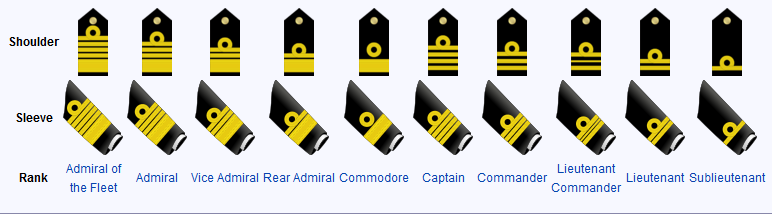 Shoulder
Sleeve
Rank
Admiral of
the Fleet
Admiral
Vice Admiral
Rear Admiral
Commodore
Captain
Commander
Lieutenant
Commander
Lieutenant
Sublieutenant